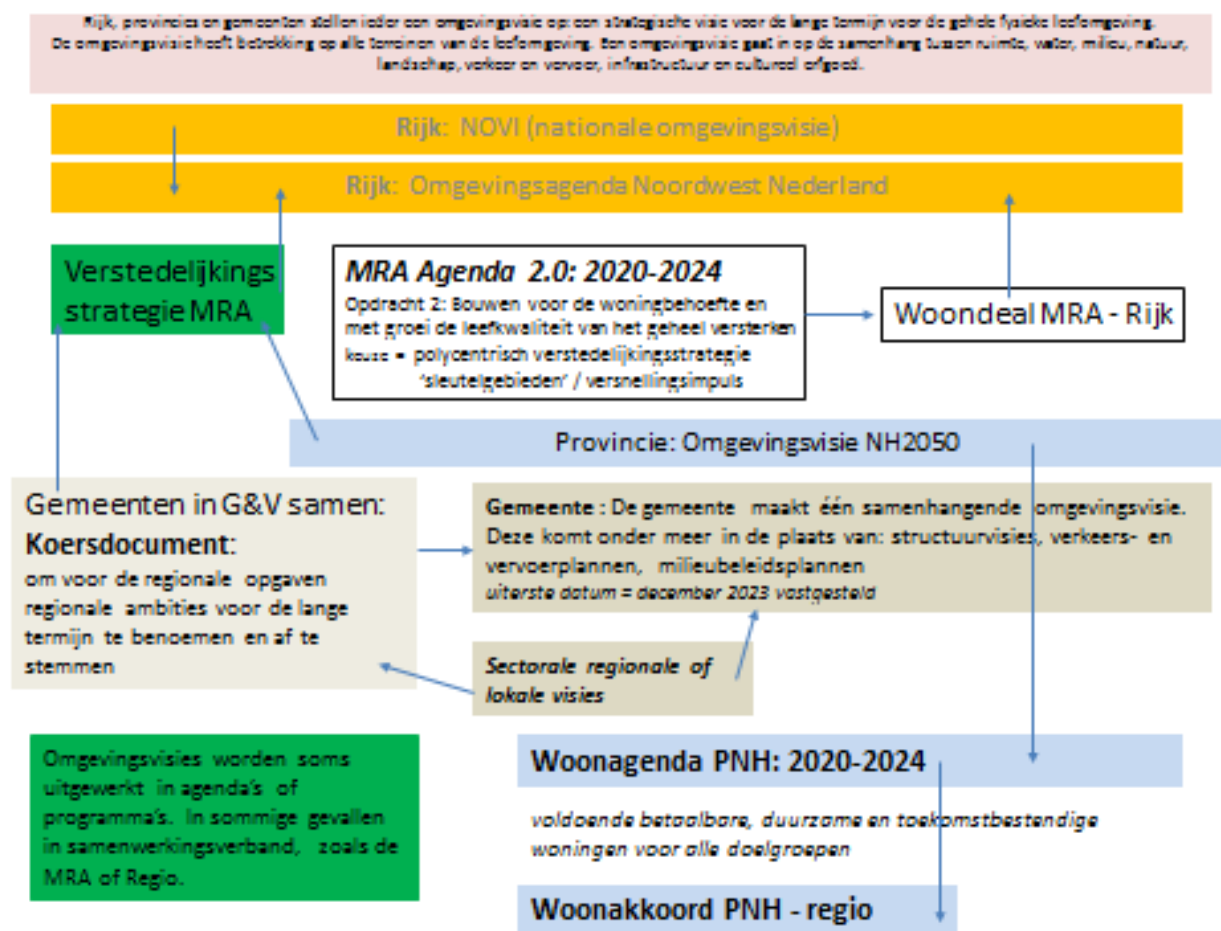 Rijk, provincies en gemeenten stellen ieder een omgevingsvisie op: een strategische visie voor de lange termijn voor de gehele fysieke leefomgeving.
De omgevingsvisie heeft betrekking op alle terreinen van de leefomgeving. Een omgevingsvisie gaat in op de samenhang tussen ruimte, water, milieu, natuur,
landschap, verkeer en vervoer, infrastructuur en cultureel erfgoed.
Rijk: NOVI (nationale omgevingsvisie)
Rijk: Omgevingsagenda Noordwest Nederland
Verstedelijkings
strategie MRA
MRA Agenda 2.0: 2020-2024
Opdracht 2: Bouwen voor de woningbehoefte en
met groei de leefkwaliteit van het geheel versterken
keuze = polycentrisch verstedelijkingsstrategie
'sleutelgebieden' / versnellingsimpuls
Woondeal MRA - Rijk
Provincie: Omgevingsvisie NH2050
Gemeenten in G&V samen:
Koersdocument:
om voor de regionale opgaven
regionale ambities voor de lange
termijn te benoemen en af te
stemmen
Gemeente : De gemeente maakt één samenhangende omgevingsvisie.
Deze komt onder meer in de plaats van: structuurvisies, verkeers- en
vervoerplannen, milieubeleidsplannen
uiterste datum = december 2023 vastgesteld
Sectorale regionale of
lokale visies
Omgevingsvisies worden soms
uitgewerkt in agenda's of
programma's. In sommige gevallen
in samenwerkingsverband, zoals de
MRA of Regio.
Woonagenda PNH: 2020-2024
voldoende betaalbare, duurzame en toekomstbestendige
woningen voor alle doelgroepen
Woonakkoord PNH - regio